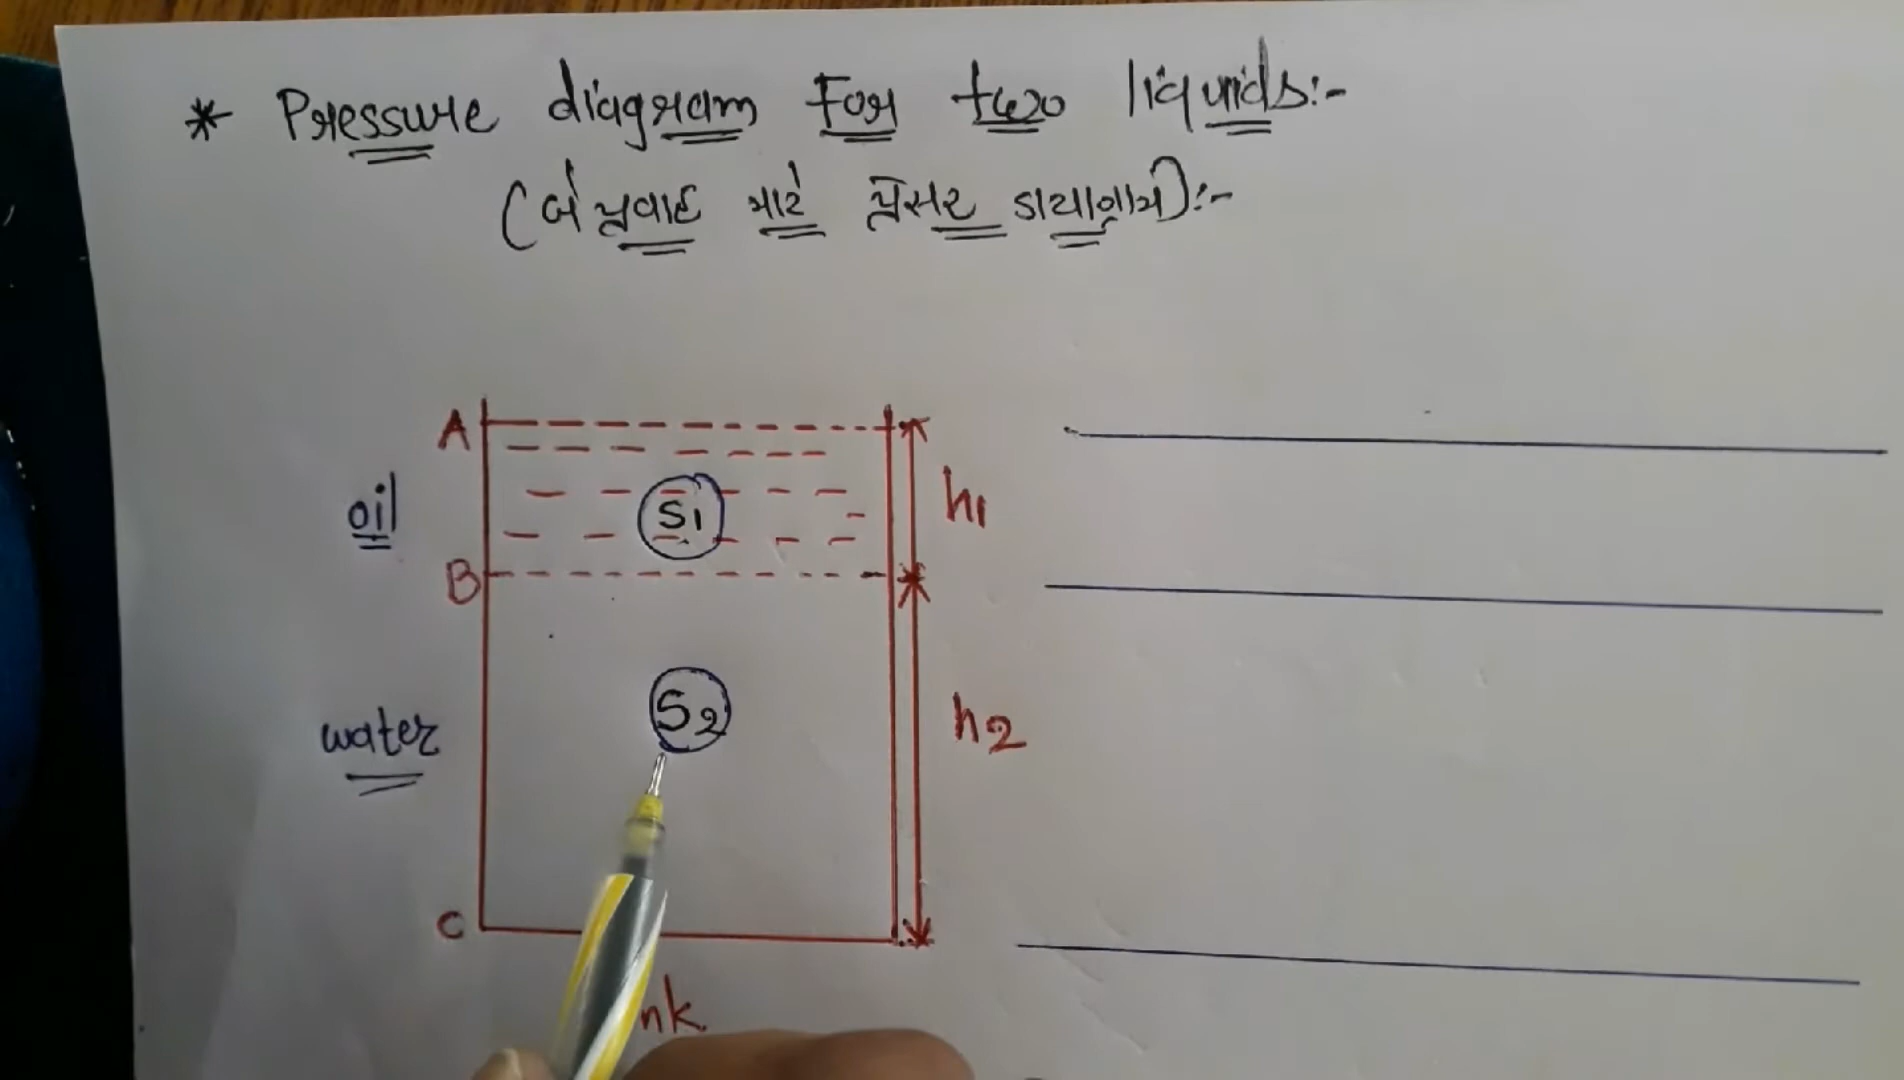 * Pressure diagram For two liquids:-
(બે પ્રવાહ માટે પ્રેસર ડાયાગ્રામ):-
A
oil
S1
h1
B
S2
water
h2
C
nk